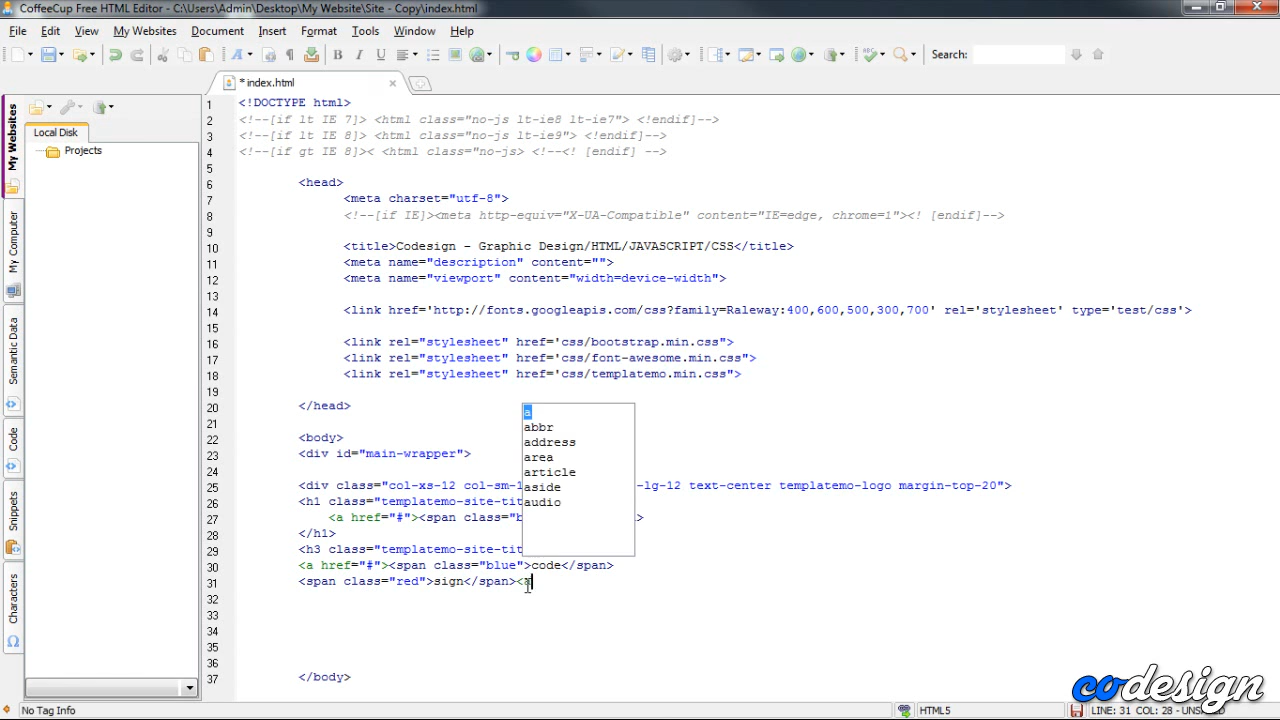 CoffeeCup Free HTML Editor - C:\Users\Admin\Desktop\My Website\Site - Copy\index.html
File Edit View My Websites Document Insert Format Tools Window Help
Search:
* index.html
My Websites
My Computer
Semantic Data
Code
Snippets
Characters
Local Disk
Projects
1 <!DOCTYPE html>
2 <!--[if lt IE 7]> <html class="no-js lt-ie8 lt-ie7"> <!endif]-->
3 <!--[if lt IE 8]> <html class="no-js lt-ie9"> <!endif]-->
4 <!--[if gt IE 8]>< <html class="no-js> <!--<! [endif] -->
5
6 <head>
7 <meta charset="utf-8">
8 <!--[if IE]><meta http-equiv="X-UA-Compatible" content="IE=edge, chrome=1"><! [endif]-->
9
10 <title>Codesign - Graphic Design/HTML/JAVASCRIPT/CSS</title>
11 <meta name="description" content="">
12 <meta name="viewport" content="width=device-width">
13
14 <link href='http://fonts.googleapis.com/css?family=Raleway:400,600,500,300,700' rel='stylesheet' type='test/css'>
15
16 <link rel="stylesheet" href='css/bootstrap.min.css">
17 <link rel="stylesheet" href='css/font-awesome.min.css">
18 <link rel="stylesheet" href='css/templatemo.min.css">
19
20 </head>
21
22 <body>
23 <div id="main-wrapper">
24
25 <div class="col-xs-12 col-sm-1 -lg-12 text-center templatemo-logo margin-top-20">
26 <h1 class="templatemo-site-tit
27 <a href="#"><span class="b >
28 </h1>
29 <h3 class="templatemo-site-tit
30 <a href="#"><span class="blue">code</span>
31 <span class="red">sign</span><a
32
33
34
35
36
37 </body>
a
abbr
address
area
article
aside
audio
codesign
No Tag Info
HTML5
LINE: 31 COL: 28 -